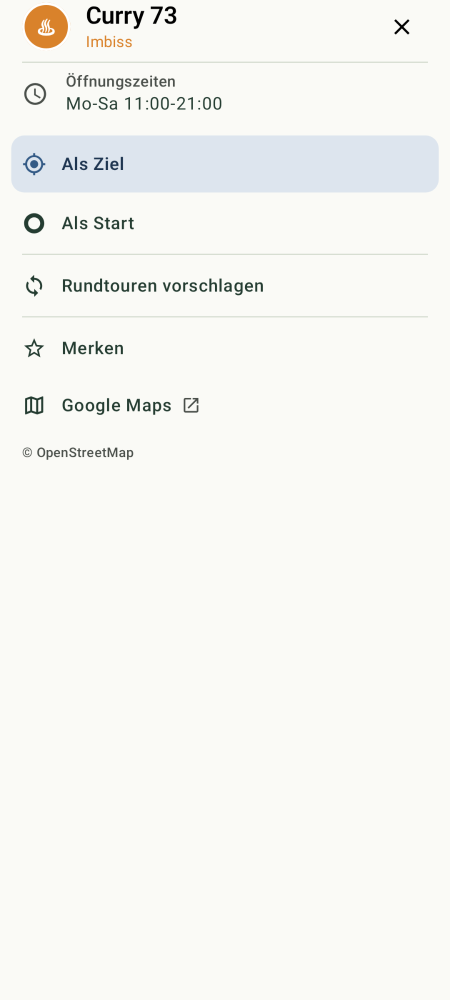 Curry 73
Imbiss
Öffnungszeiten
Mo-Sa 11:00-21:00
Als Ziel
Als Start
Rundtouren vorschlagen
Merken
Google Maps
© OpenStreetMap